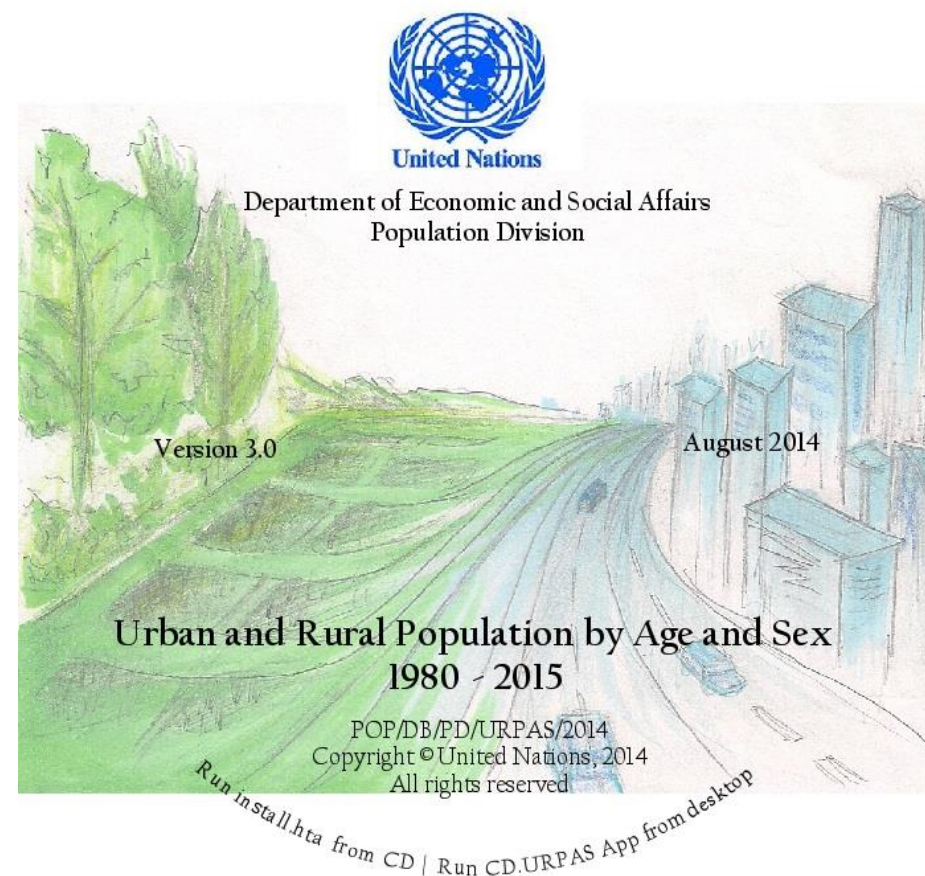 United Nations
Department of Economic and Social Affairs
Population Division
Version 3.0
August 2014
Urban and Rural Population by Age and Sex
1980 - 2015
POP/DB/PD/URPAS/2014
Copyright © United Nations, 2014
All rights reserved
Run install.hta from CD | Run CD.URPAS App from desktop